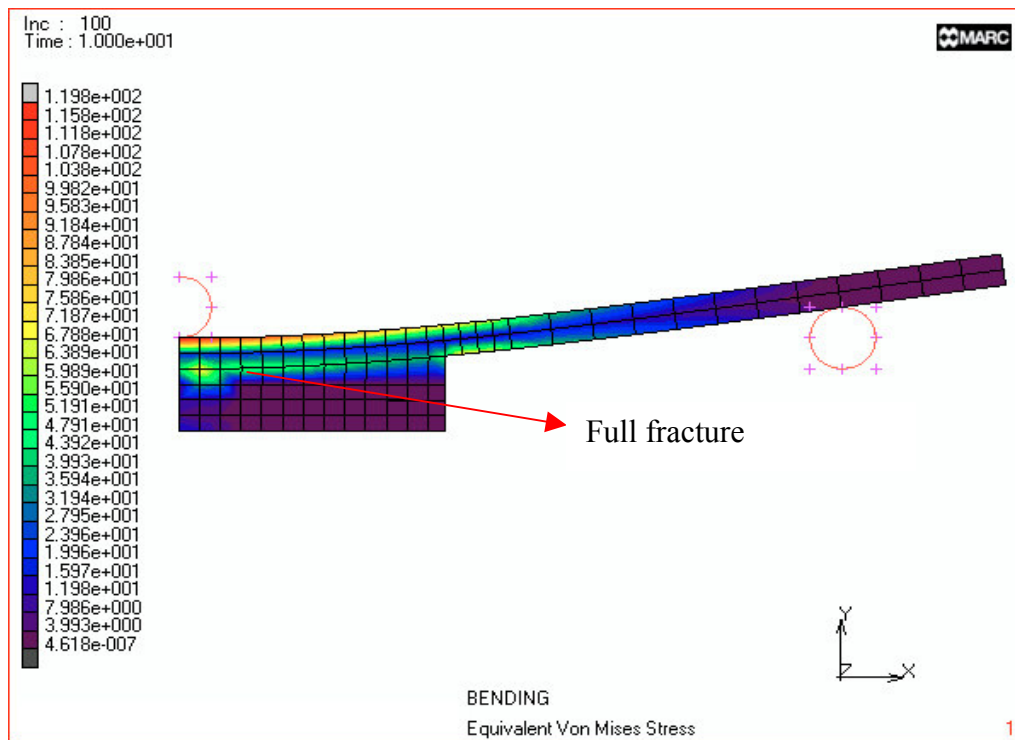 Inc : 100
Time : 1.000e+001
MARC
1.198e+002
1.158e+002
1.118e+002
1.078e+002
1.038e+002
9.982e+001
9.583e+001
9.184e+001
8.784e+001
8.385e+001
7.986e+001
7.586e+001
7.187e+001
6.788e+001
6.389e+001
5.989e+001
5.590e+001
5.191e+001
4.791e+001
4.392e+001
3.993e+001
3.594e+001
3.194e+001
2.795e+001
2.396e+001
1.996e+001
1.597e+001
1.198e+001
7.986e+000
3.993e+000
4.618e-007
Full fracture
Y
Z
X
BENDING
Equivalent Von Mises Stress
1